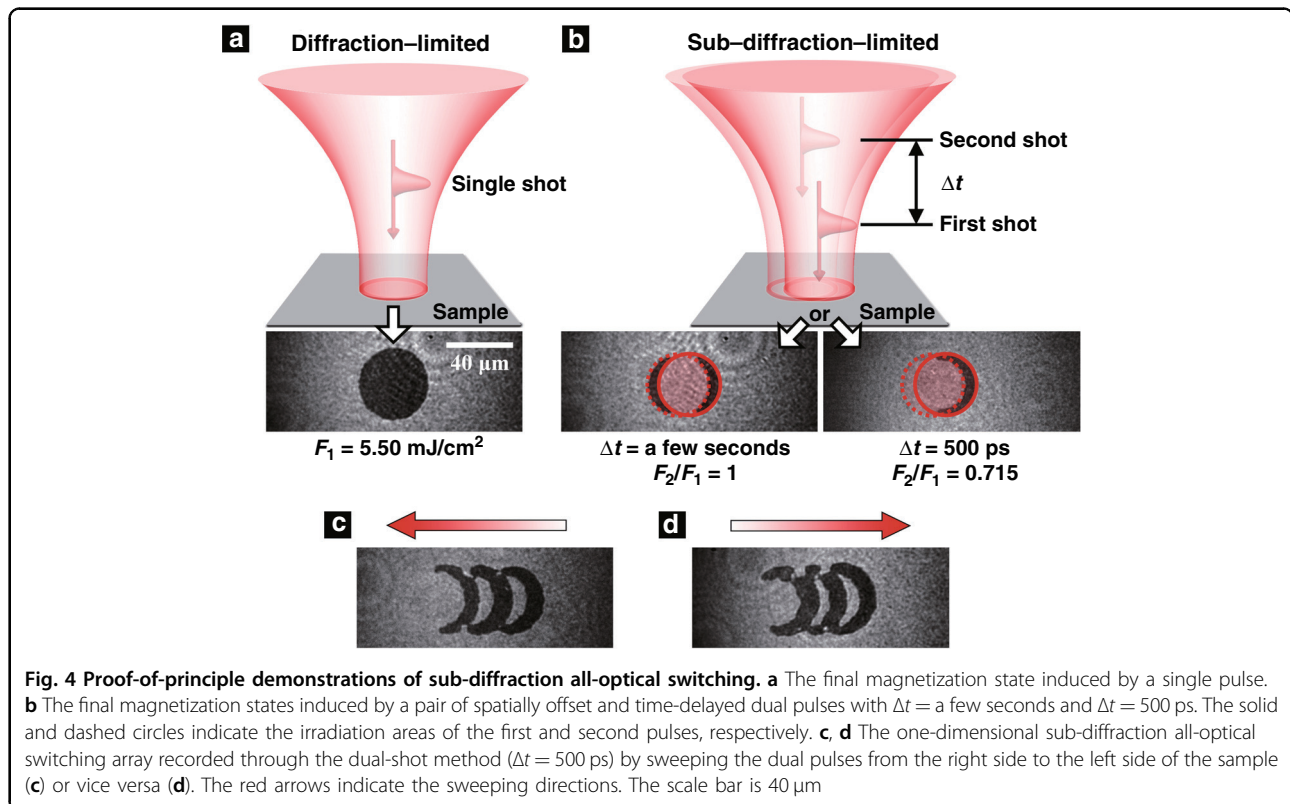 a Diffraction–limited
b Sub–diffraction–limited
Single shot
Second shot
Δt
First shot
Sample
or Sample
40 μm
F₁ = 5.50 mJ/cm²
Δt = a few seconds
F₂/F₁ = 1
Δt = 500 ps
F₂/F₁ = 0.715
c
d
Fig. 4 Proof-of-principle demonstrations of sub-diffraction all-optical switching. a The final magnetization state induced by a single pulse.
b The final magnetization states induced by a pair of spatially offset and time-delayed dual pulses with Δt = a few seconds and Δt = 500 ps. The solid
and dashed circles indicate the irradiation areas of the first and second pulses, respectively. c, d The one-dimensional sub-diffraction all-optical
switching array recorded through the dual-shot method (Δt = 500 ps) by sweeping the dual pulses from the right side to the left side of the sample
(c) or vice versa (d). The red arrows indicate the sweeping directions. The scale bar is 40 μm